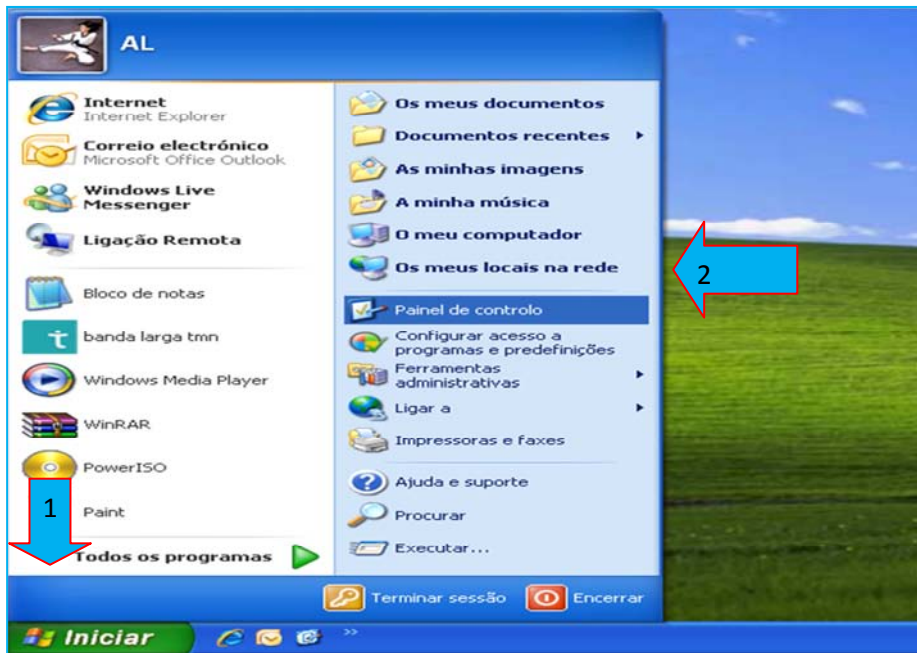 AL
Internet
Internet Explorer
Correio electrónico
Microsoft Office Outlook
Windows Live
Messenger
Ligação Remota
Bloco de notas
banda larga tmn
Windows Media Player
WinRAR
PowerISO
Paint
Todos os programas
1
Os meus documentos
Documentos recentes
As minhas imagens
A minha música
O meu computador
Os meus locais na rede
Painel de controlo
Configurar acesso a
programas e predefinições
Ferramentas
administrativas
Ligar a
Impressoras e faxes
Ajuda e suporte
Procurar
Executar...
2
Terminar sessão
Encerrar
Iniciar